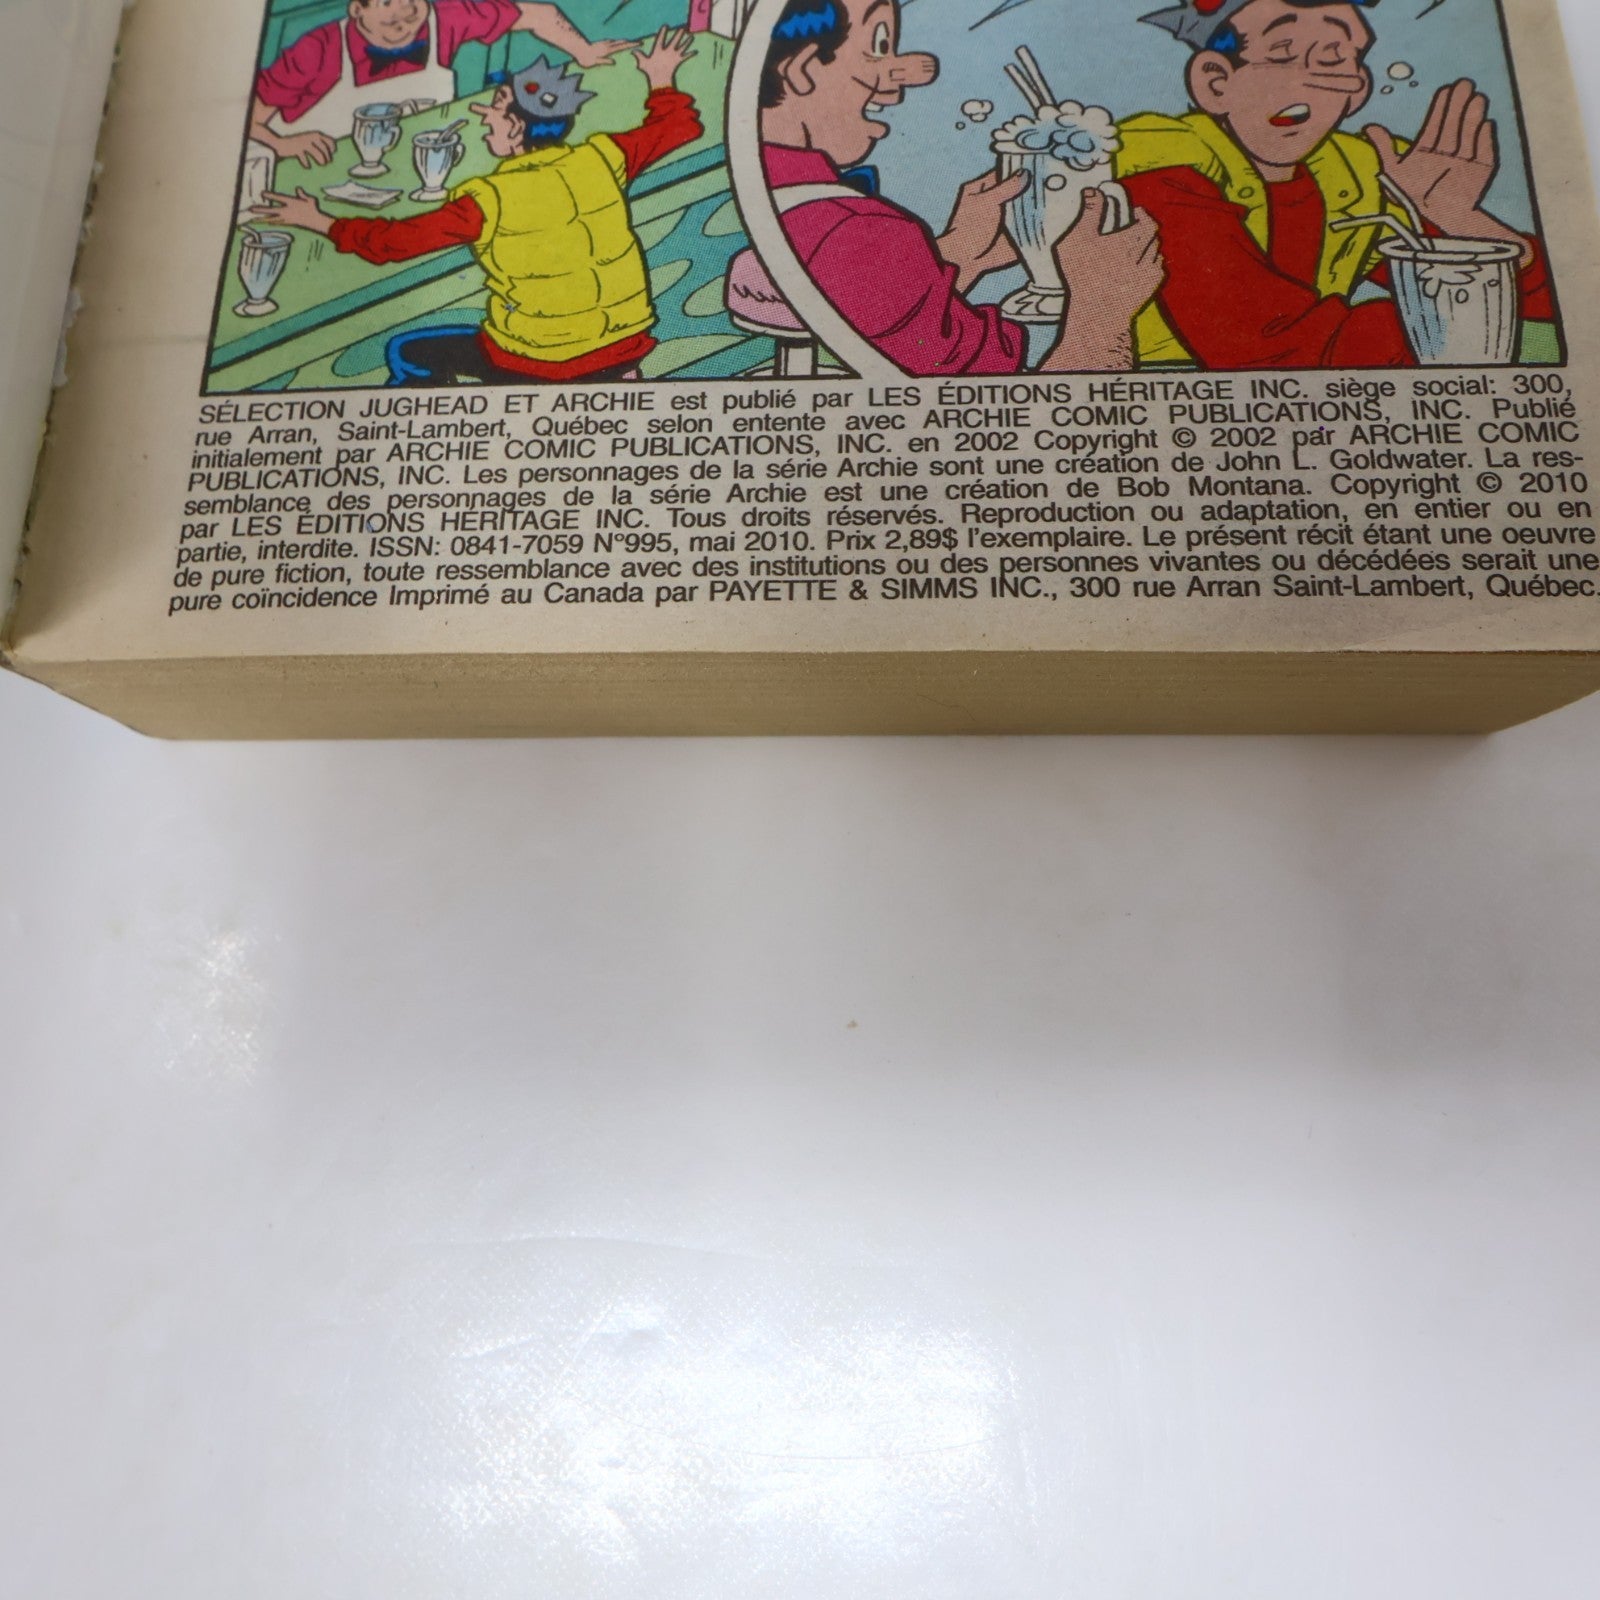 SÉLECTION JUGHEAD ET ARCHIE est publié par LES ÉDITIONS HÉRITAGE INC. siège social: 300,
rue Arran, Saint-Lambert, Québec selon entente avec ARCHIE COMIC PUBLICATIONS, INC. Publié
initialement par ARCHIE COMIC PUBLICATIONS, INC. en 2002 Copyright © 2002 par ARCHIE COMIC
PUBLICATIONS, INC. Les personnages de la série Archie sont une création de John L. Goldwater. La res-
semblance des personnages de la série Archie est une création de Bob Montana. Copyright © 2010
par LES ÉDITIONS HÉRITAGE INC. Tous droits réservés. Reproduction ou adaptation, en entier ou en
partie, interdite. ISSN: 0841-7059 N°995, mai 2010. Prix 2,89$ l'exemplaire. Le présent récit étant une oeuvre
de pure fiction, toute ressemblance avec des institutions ou des personnes vivantes ou décédées serait une
pure coïncidence Imprimé au Canada par PAYETTE & SIMMS INC., 300 rue Arran Saint-Lambert, Québec.